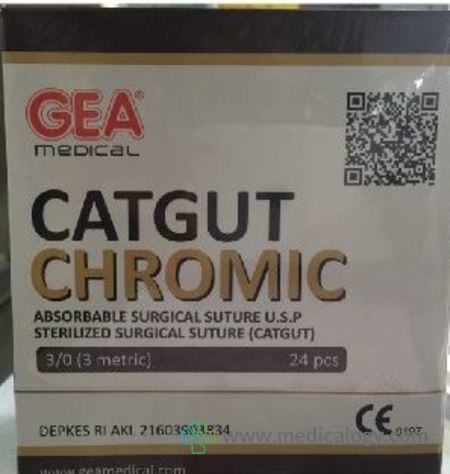 GEA®
medical
CATGUT
CHROMIC
ABSORBABLE SURGICAL SUTURE U.S.P
STERILIZED SURGICAL SUTURE (CATGUT)
3/0 (3 metric) 24 pcs
DEPKES RI AKL
CE 0197
www.medicalogy.com
www.geamedical.com